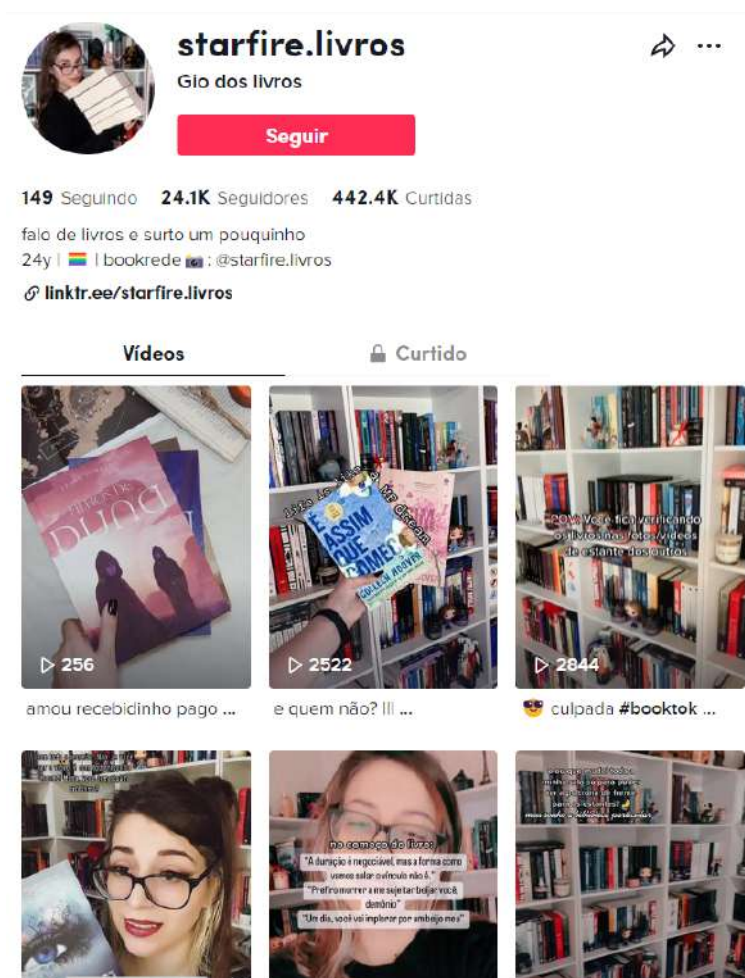 starfire.livros
Gio dos livros
Seguir
149 Seguindo 24.1K Seguidores 442.4K Curtidas
falo de livros e surto um pouquinho
24y | 🏳️‍🌈 | bookrede 📸 : @starfire.livros
linktr.ee/starfire.livros
Vídeos
Curtido
DUNA
256
É
ASSIM
QUE
COLLEEN HOOVER
2522
POV: Você fica verificando
os livros nas fotos/vídeos
de estante dos outros
2844
amou recebidinho pago ...
e quem não? lll ...
😎 culpada #booktok ...
no começo do livro:
"A duração é negociável, mas a forma como
vamos selar o vínculo não é."
"Prefiro morrer a me sujeitar beijar você,
demônio"
"Um dia, você vai implorar por um beijo meu"